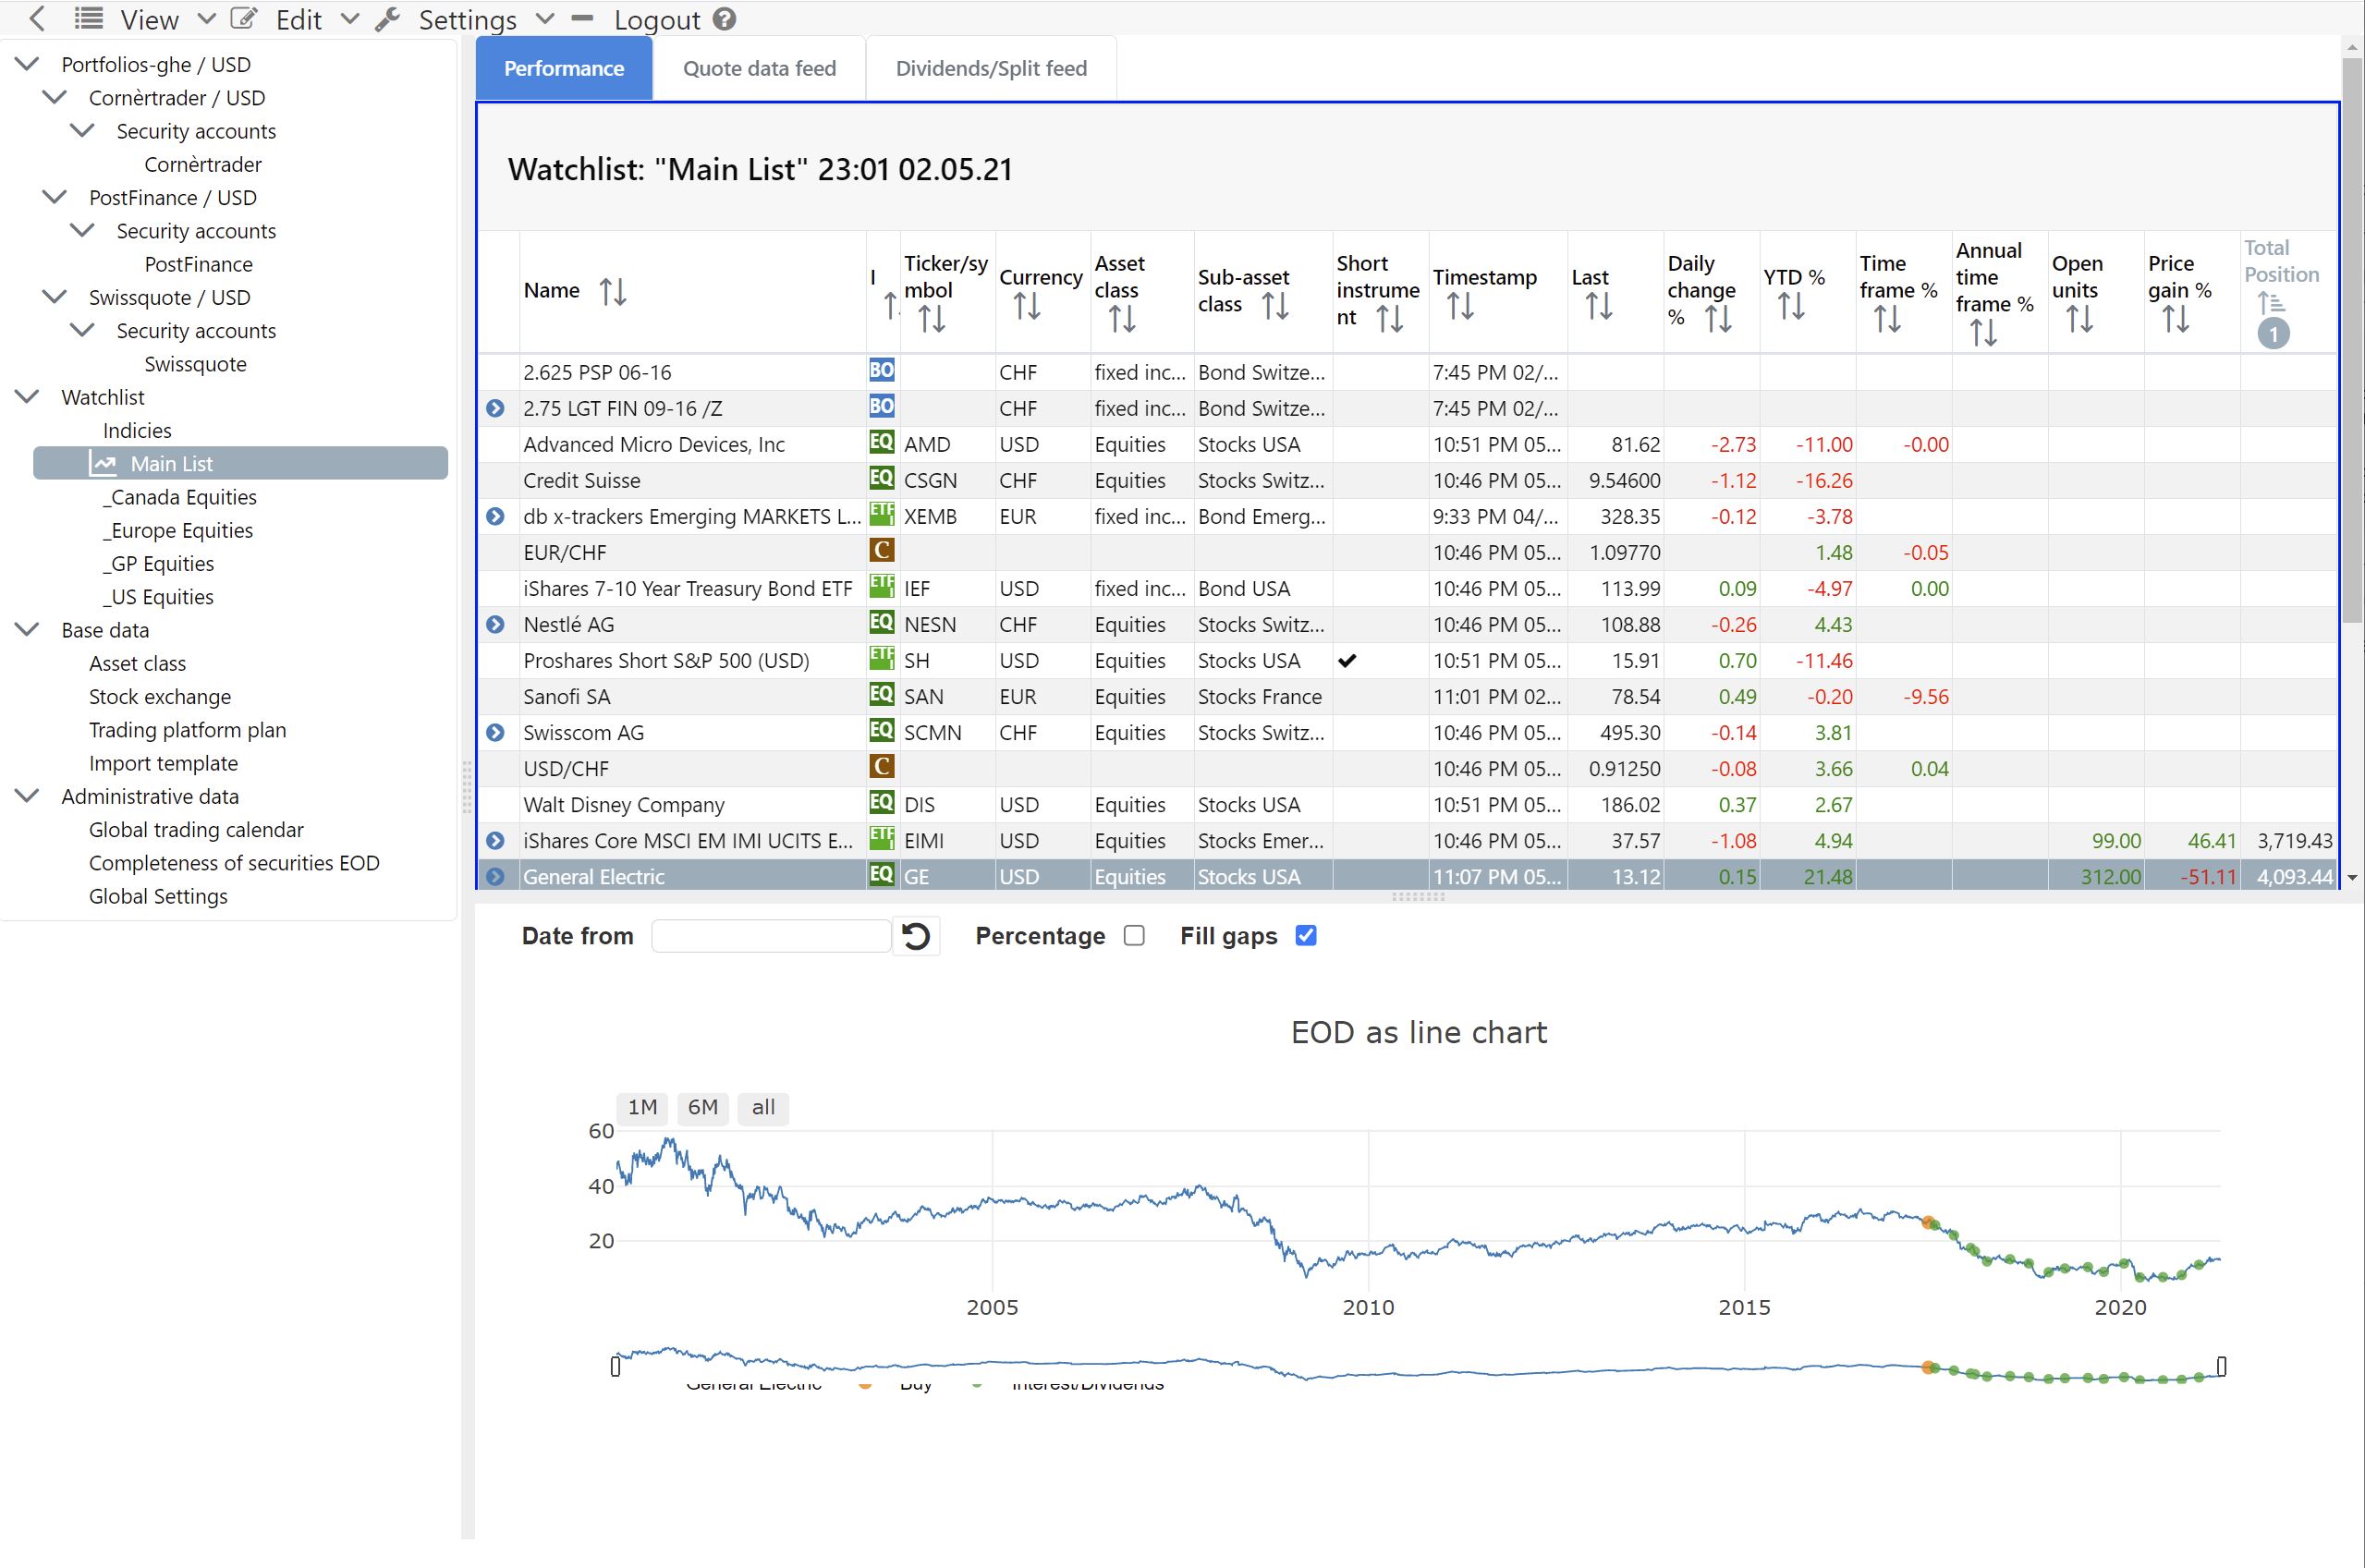 View Edit Settings Logout
Portfolios-ghe / USD
Cornèrtrader / USD
Security accounts
Cornèrtrader
PostFinance / USD
Security accounts
PostFinance
Swissquote / USD
Security accounts
Swissquote
Watchlist
Indicies
Main List
_Canada Equities
_Europe Equities
_GP Equities
_US Equities
Base data
Asset class
Stock exchange
Trading platform plan
Import template
Administrative data
Global trading calendar
Completeness of securities EOD
Global Settings
Performance Quote data feed Dividends/Split feed
Watchlist: "Main List" 23:01 02.05.21
Name I Ticker/symbol Currency Asset class Sub-asset class Short instrument Timestamp Last Daily change % YTD % Time frame % Annual time frame % Open units Price gain % Total Position 1
2.625 PSP 06-16 BO CHF fixed inc... Bond Switze... 7:45 PM 02/...
2.75 LGT FIN 09-16 /Z BO CHF fixed inc... Bond Switze... 7:45 PM 02/...
Advanced Micro Devices, Inc EQ AMD USD Equities Stocks USA 10:51 PM 05... 81.62 -2.73 -11.00 -0.00
Credit Suisse EQ CSGN CHF Equities Stocks Switz... 10:46 PM 05... 9.54600 -1.12 -16.26
db x-trackers Emerging MARKETS L... ETF I XEMB EUR fixed inc... Bond Emerg... 9:33 PM 04/... 328.35 -0.12 -3.78
EUR/CHF C 10:46 PM 05... 1.09770 1.48 -0.05
iShares 7-10 Year Treasury Bond ETF ETF I IEF USD fixed inc... Bond USA 10:46 PM 05... 113.99 0.09 -4.97 0.00
Nestlé AG EQ NESN CHF Equities Stocks Switz... 10:46 PM 05... 108.88 -0.26 4.43
Proshares Short S&P 500 (USD) ETF I SH USD Equities Stocks USA 10:51 PM 05... 15.91 0.70 -11.46
Sanofi SA EQ SAN EUR Equities Stocks France 11:01 PM 02... 78.54 0.49 -0.20 -9.56
Swisscom AG EQ SCMN CHF Equities Stocks Switz... 10:46 PM 05... 495.30 -0.14 3.81
USD/CHF C 10:46 PM 05... 0.91250 -0.08 3.66 0.04
Walt Disney Company EQ DIS USD Equities Stocks USA 10:51 PM 05... 186.02 0.37 2.67
iShares Core MSCI EM IMI UCITS E... ETF I EIMI USD Equities Stocks Emer... 10:46 PM 05... 37.57 -1.08 4.94 99.00 46.41 3,719.43
General Electric EQ GE USD Equities Stocks USA 11:07 PM 05... 13.12 0.15 21.48 312.00 -51.11 4,093.44
Date from Percentage Fill gaps
EOD as line chart
1M 6M all
60
40
20
2005 2010 2015 2020
General Electric Buy Interest/Dividends